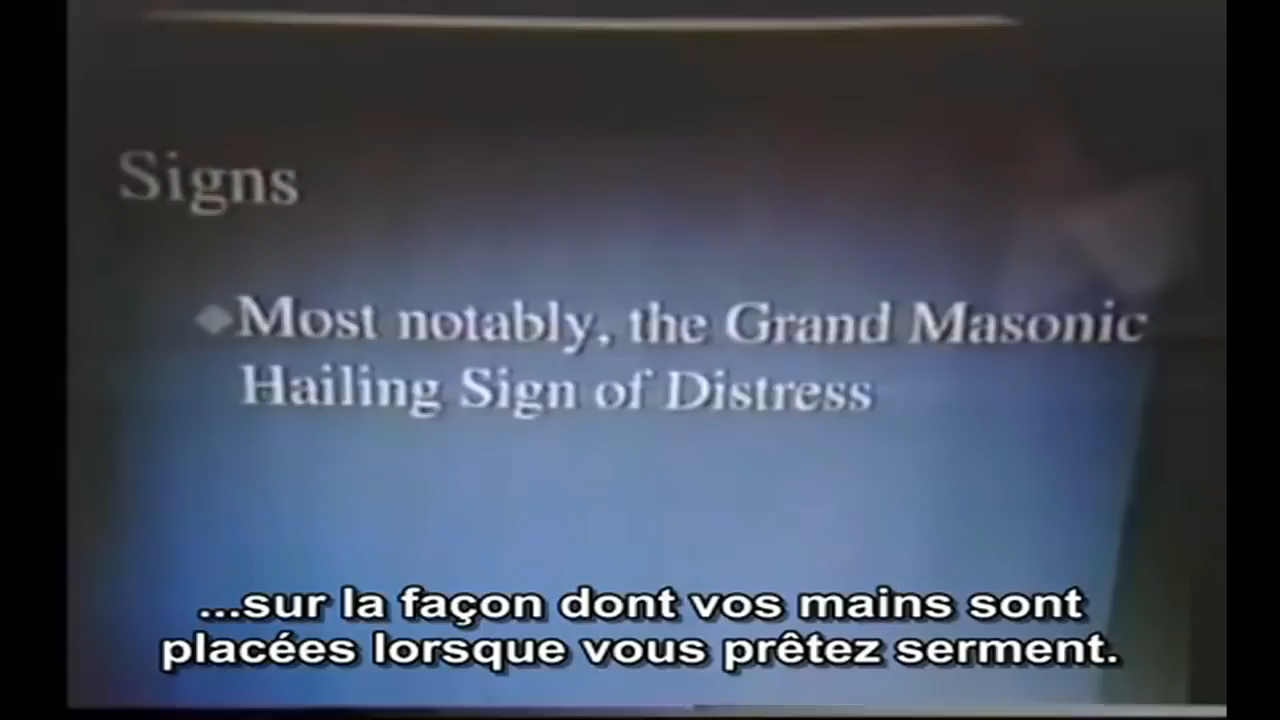 Signs
Most notably, the Grand Masonic
Hailing Sign of Distress
...sur la façon dont vos mains sont
placées lorsque vous prêtez serment.